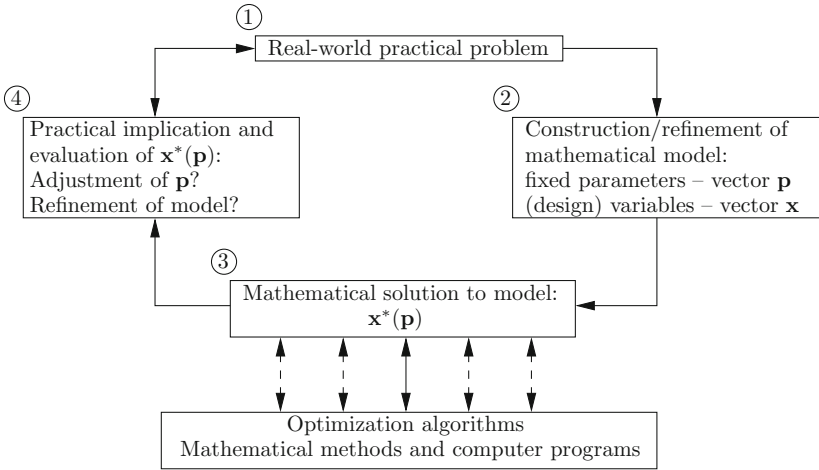 ①
Real-world practical problem
②
Construction/refinement of
mathematical model:
fixed parameters – vector p
(design) variables – vector x
③
Mathematical solution to model:
x*(p)
④
Practical implication and
evaluation of x*(p):
Adjustment of p?
Refinement of model?
Optimization algorithms
Mathematical methods and computer programs